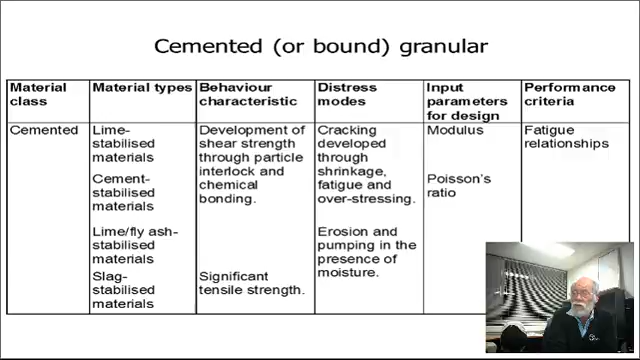 Cemented (or bound) granular
Material class
Material types
Behaviour characteristic
Distress modes
Input parameters for design
Performance criteria
Cemented
Lime-
stabilised
materials
Cement-
stabilised
materials
Lime/fly ash-
stabilised
materials
Slag-
stabilised
materials
Development of
shear strength
through particle
interlock and
chemical
bonding.
Significant
tensile strength.
Cracking
developed
through
shrinkage,
fatigue and
over-stressing.
Erosion and
pumping in the
presence of
moisture.
Modulus
Poisson's
ratio
Fatigue
relationships